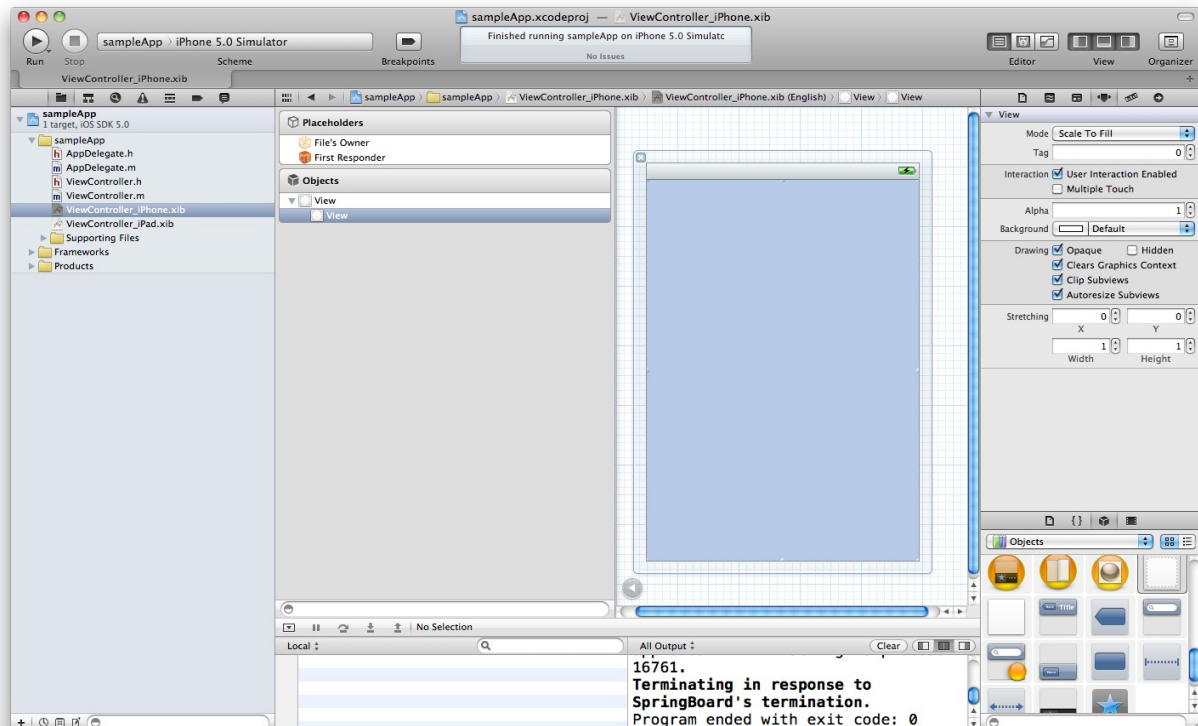 sampleApp.xcodeproj — ViewController_iPhone.xib
sampleApp iPhone 5.0 Simulator
Finished running sampleApp on iPhone 5.0 Simulatc
No Issues
Run Stop Scheme Breakpoints Editor View Organizer
ViewController_iPhone.xib
sampleApp sampleApp ViewController_iPhone.xib ViewController_iPhone.xib (English) View View
sampleApp
1 target, iOS SDK 5.0
sampleApp
h AppDelegate.h
m AppDelegate.m
h ViewController.h
m ViewController.m
ViewController_iPhone.xib
ViewController_iPad.xib
Supporting Files
Frameworks
Products
Placeholders
File's Owner
First Responder
Objects
View
View
View
Mode Scale To Fill
Tag 0
Interaction User Interaction Enabled
Multiple Touch
Alpha 1
Background Default
Drawing Opaque Hidden
Clears Graphics Context
Clip Subviews
Autoresize Subviews
Stretching 0 0
X Y
1 1
Width Height
{}
Objects
Title
No Selection
Local
All Output Clear
16761.
Terminating in response to
SpringBoard's termination.
Program ended with exit code: 0